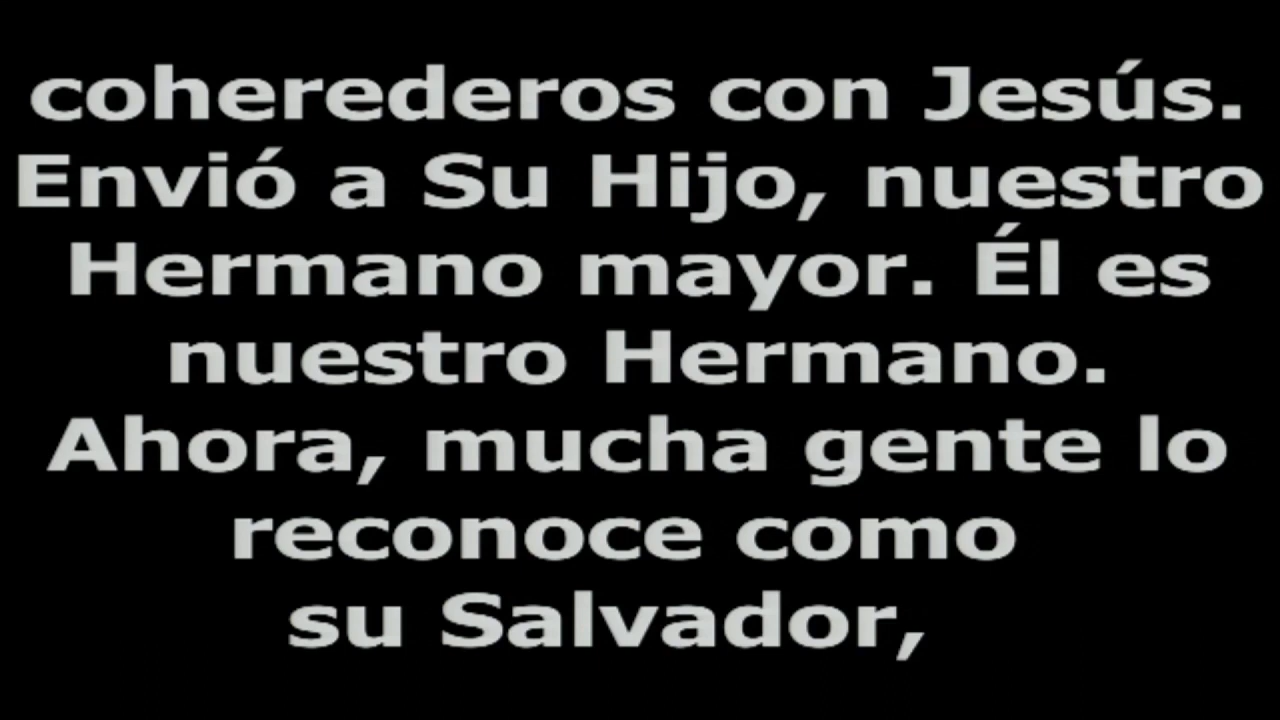 coherederos con Jesús.
Envió a Su Hijo, nuestro
Hermano mayor. Él es
nuestro Hermano.
Ahora, mucha gente lo
reconoce como
su Salvador,